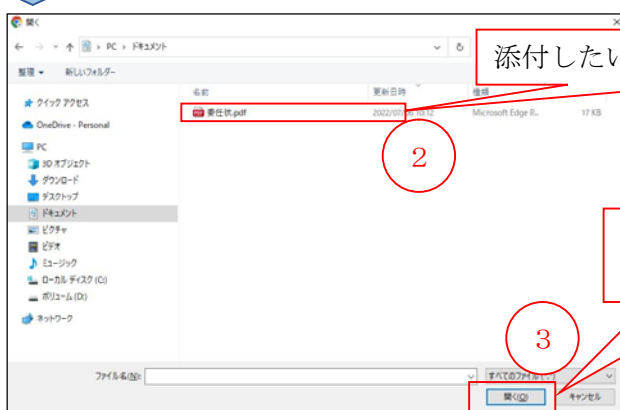 開く
PC › ドキュメント
添付したい
整理 新しいフォルダー
名前 更新日時 種類
委任状.pdf 2022/07/06 10:12 Microsoft Edge P... 17 KB
②
クイック アクセス
OneDrive - Personal
PC
3D オブジェクト
ダウンロード
デスクトップ
ドキュメント
ピクチャ
ビデオ
ミュージック
ローカル ディスク (C:)
ボリューム (D:)
ネットワーク
③
ファイル名(N): すべてのファイル (*.*)
開く(O) キャンセル